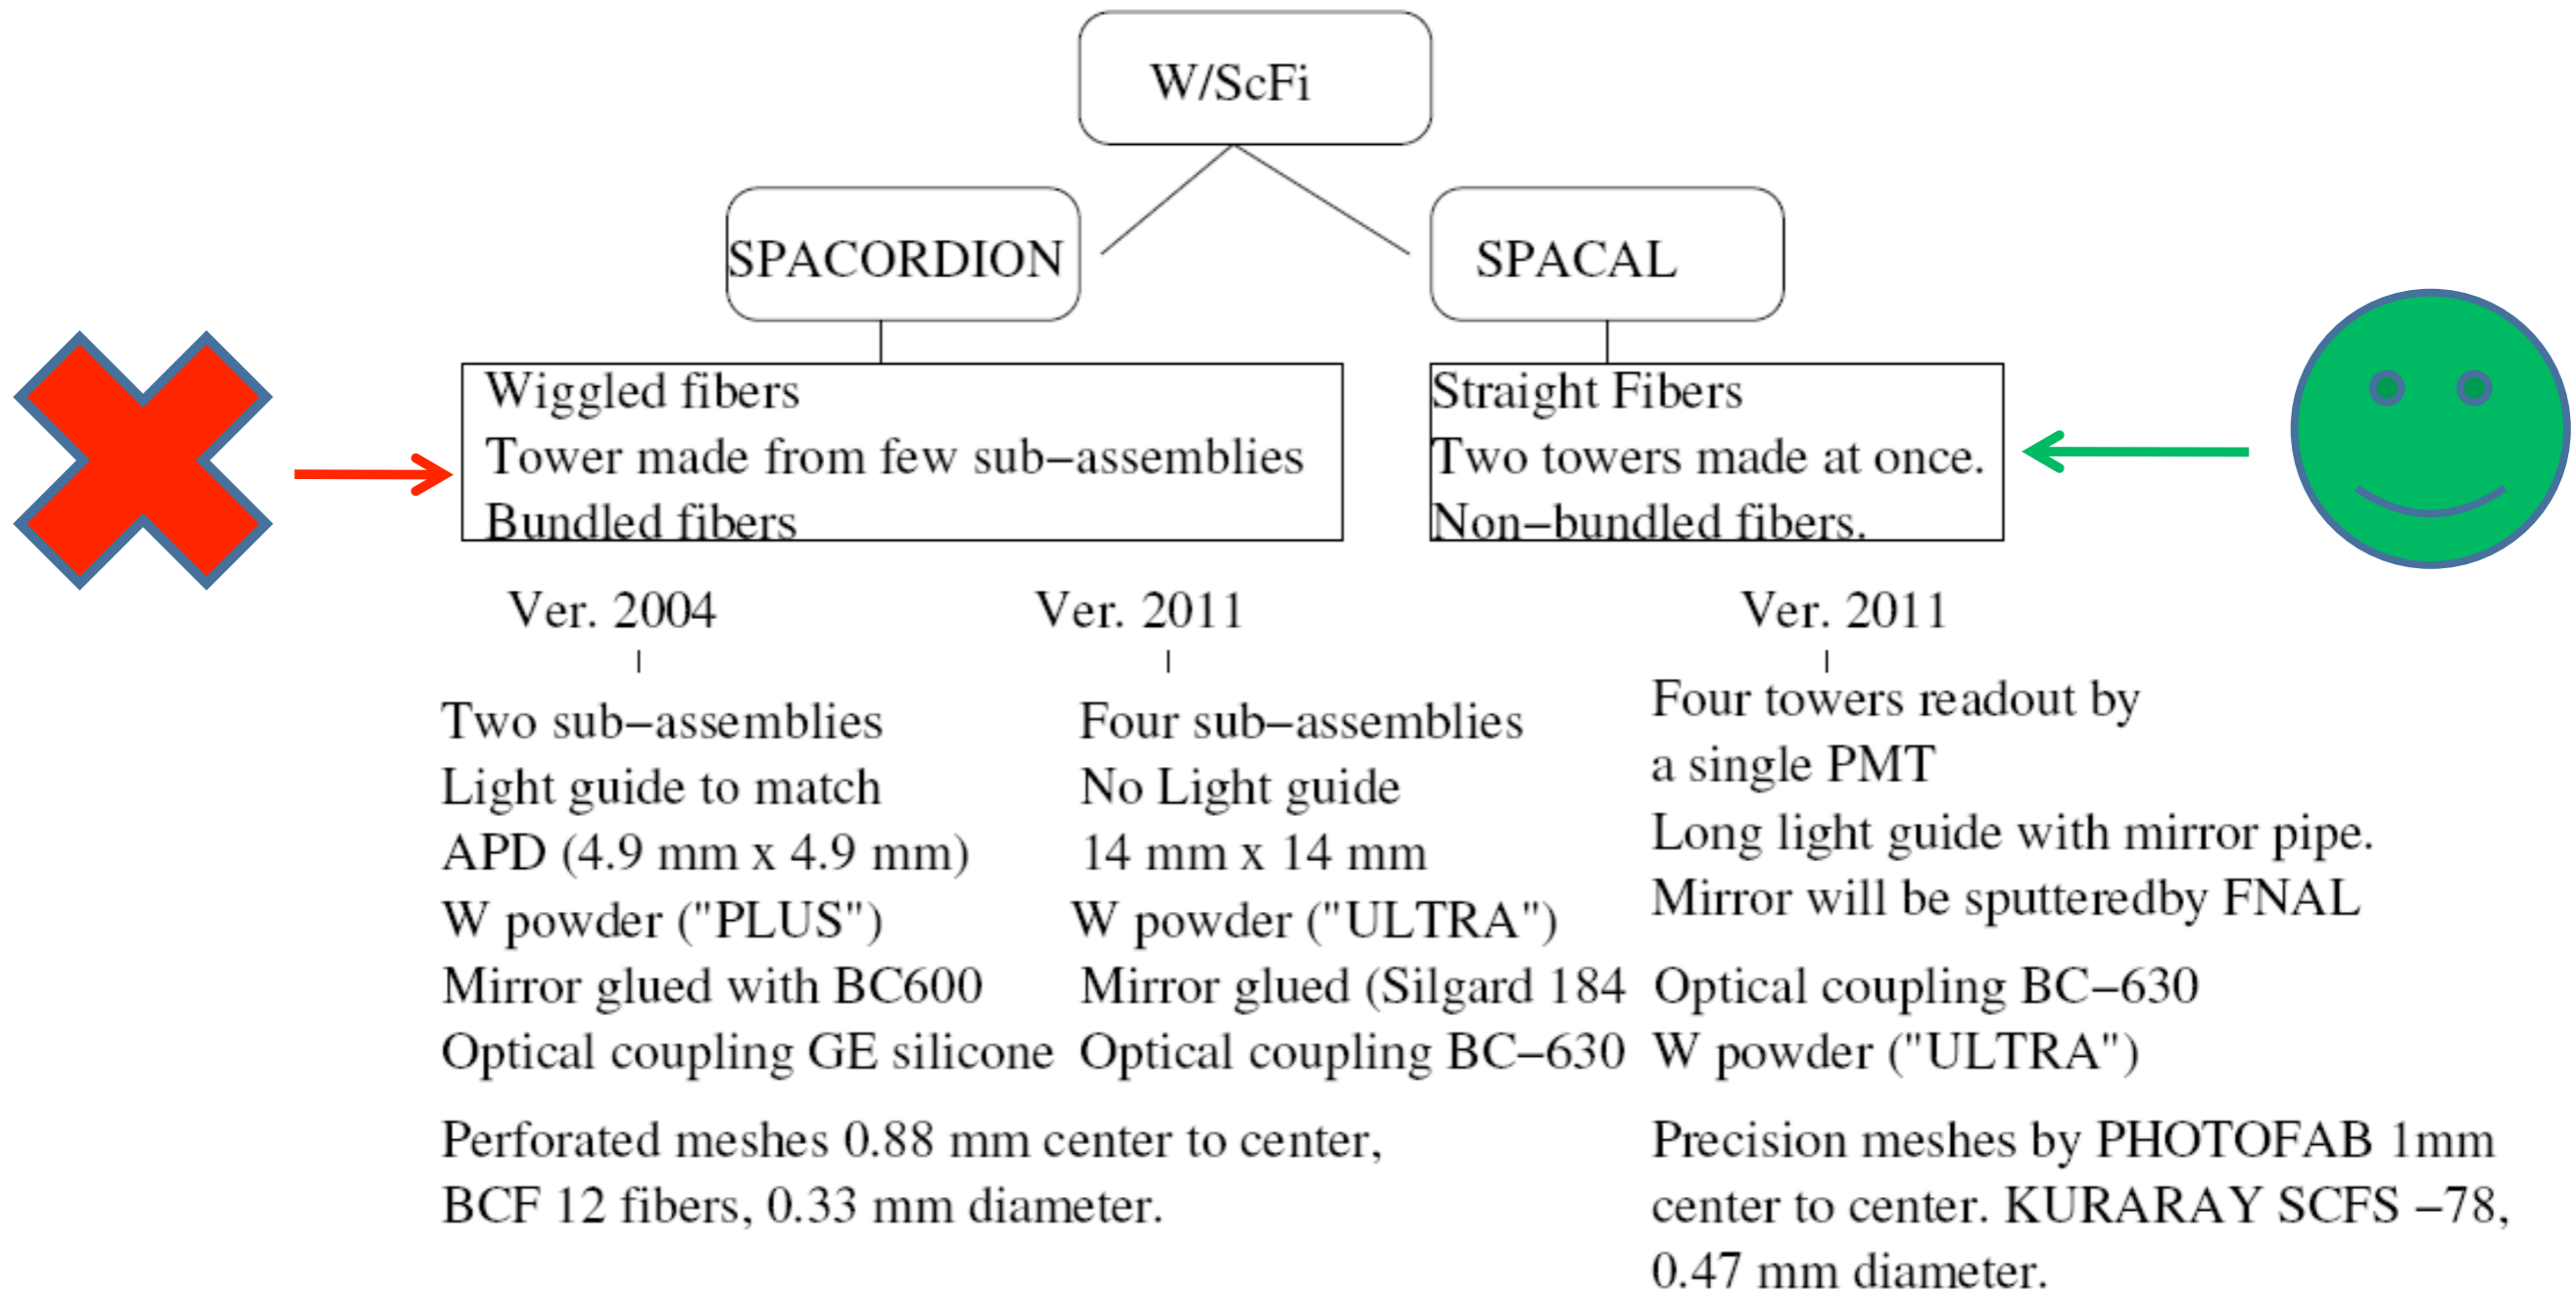 W/ScFi
SPACORDION
SPACAL
Wiggled fibers
Tower made from few sub–assemblies
Bundled fibers
Straight Fibers
Two towers made at once.
Non–bundled fibers.
Ver. 2004
Two sub–assemblies
Light guide to match
APD (4.9 mm x 4.9 mm)
W powder ("PLUS")
Mirror glued with BC600
Optical coupling GE silicone
Ver. 2011
Four sub–assemblies
No Light guide
14 mm x 14 mm
W powder ("ULTRA")
Mirror glued (Silgard 184
Optical coupling BC–630
Perforated meshes 0.88 mm center to center,
BCF 12 fibers, 0.33 mm diameter.
Ver. 2011
Four towers readout by
a single PMT
Long light guide with mirror pipe.
Mirror will be sputteredby FNAL
Optical coupling BC–630
W powder ("ULTRA")
Precision meshes by PHOTOFAB 1mm
center to center. KURARAY SCFS –78,
0.47 mm diameter.